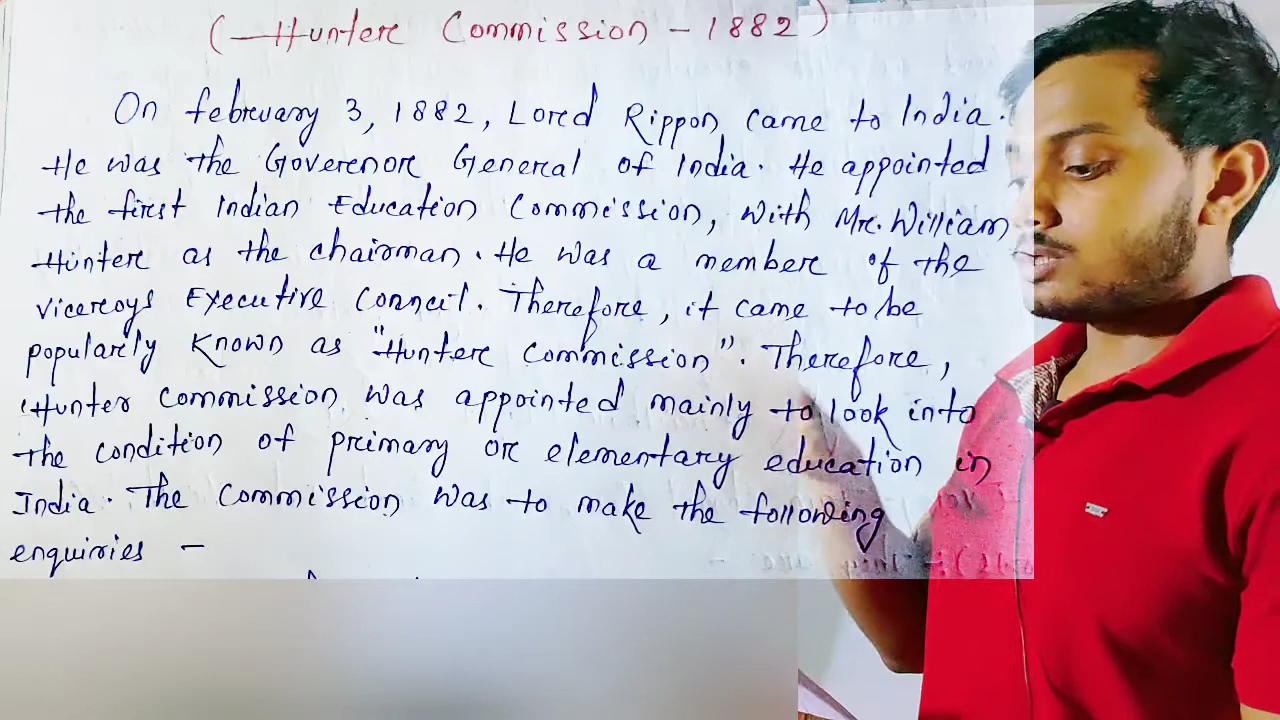 (Hunter Commission - 1882)
On february 3, 1882, Lord Rippon came to India.
He was the Governor General of India. He appointed
the first Indian Education Commission, with Mr. William
Hunter as the chairman. He was a member of the
Viceroys Executive Council. Therefore, it came to be
popularly known as "Hunter Commission". Therefore,
Hunter Commission was appointed mainly to look into
the condition of primary or elementary education in
India. The Commission was to make the following
enquiries -